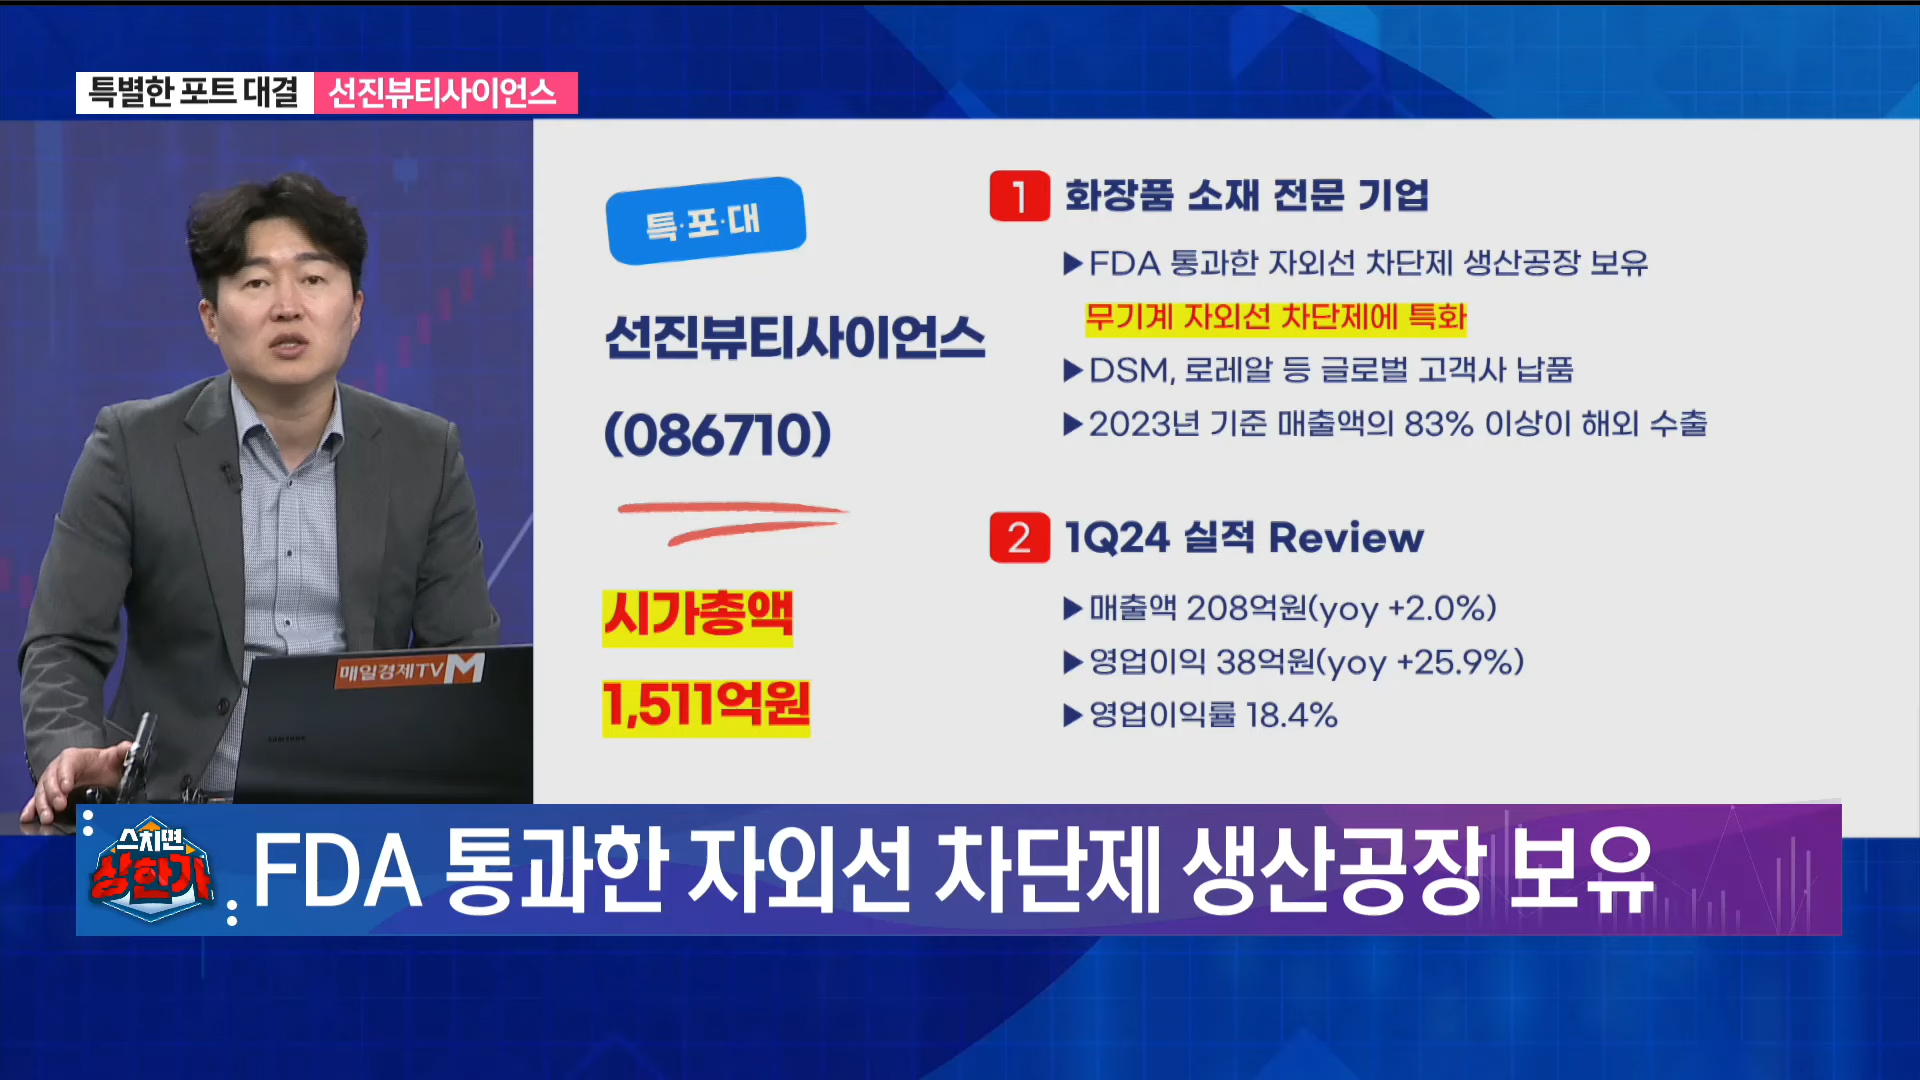 특별한 포트 대결 선진뷰티사이언스
특·포·대
선진뷰티사이언스
(086710)
시가총액
1,511억원
1 화장품 소재 전문 기업
▶FDA 통과한 자외선 차단제 생산공장 보유
무기계 자외선 차단제에 특화
▶DSM, 로레알 등 글로벌 고객사 납품
▶2023년 기준 매출액의 83% 이상이 해외 수출
2 1Q24 실적 Review
▶매출액 208억원(yoy +2.0%)
▶영업이익 38억원(yoy +25.9%)
▶영업이익률 18.4%
매일경제TV M
SAMSUNG
스치면
상한가
FDA 통과한 자외선 차단제 생산공장 보유